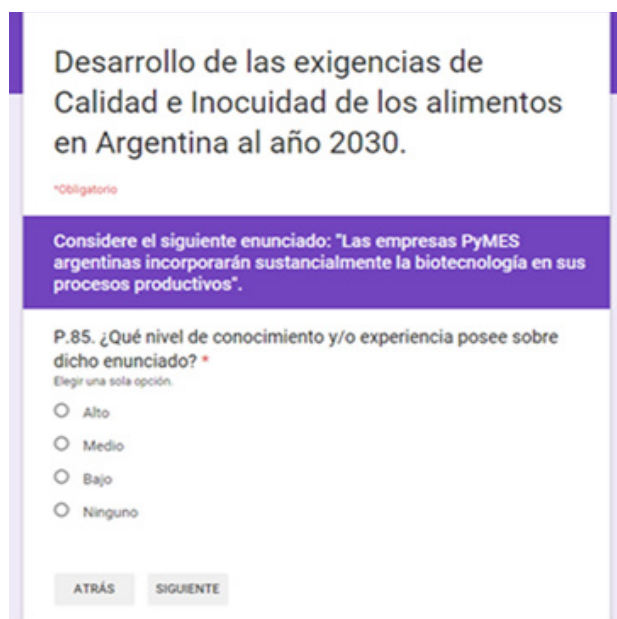 Desarrollo de las exigencias de
Calidad e Inocuidad de los alimentos
en Argentina al año 2030.
*Obligatorio
Considere el siguiente enunciado: "Las empresas PyMES
argentinas incorporarán sustancialmente la biotecnología en sus
procesos productivos".
P.85. ¿Qué nivel de conocimiento y/o experiencia posee sobre
dicho enunciado? *
Elegir una sola opción.
Alto
Medio
Bajo
Ninguno
ATRÁS SIGUIENTE